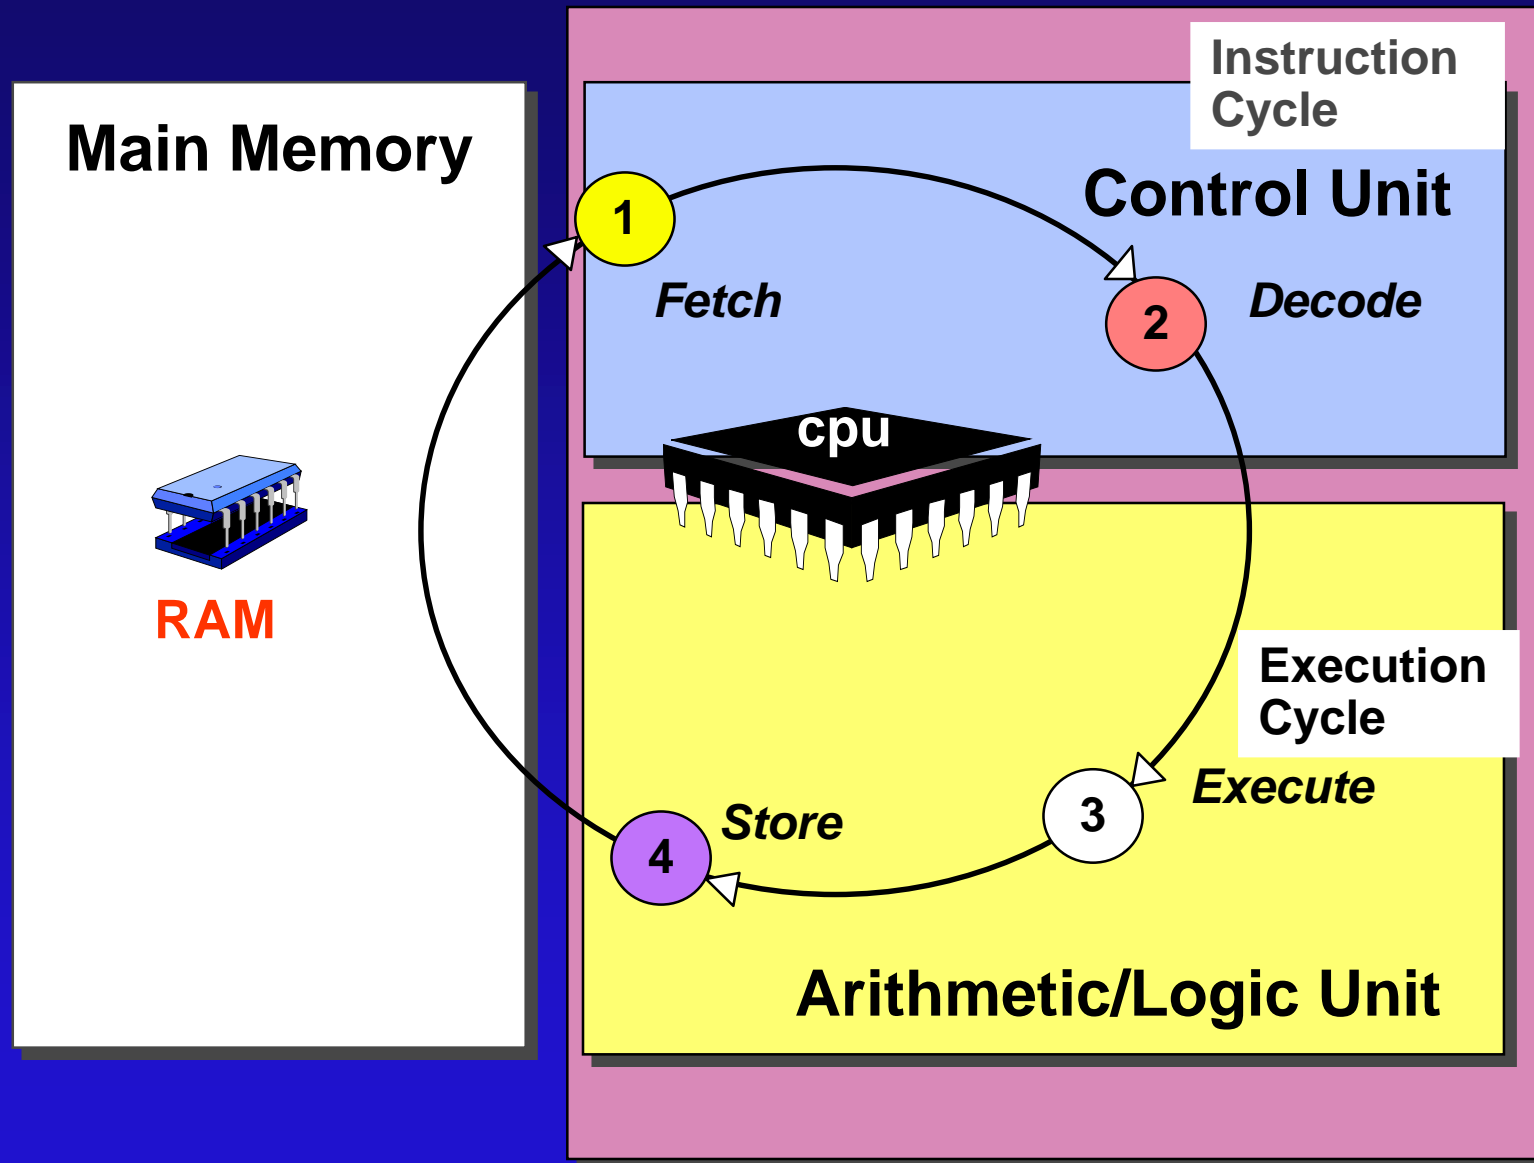 Instruction
Cycle
Main Memory
Control Unit
1
Fetch
2
Decode
cpu
RAM
Execution
Cycle
Execute
3
Store
4
Arithmetic/Logic Unit